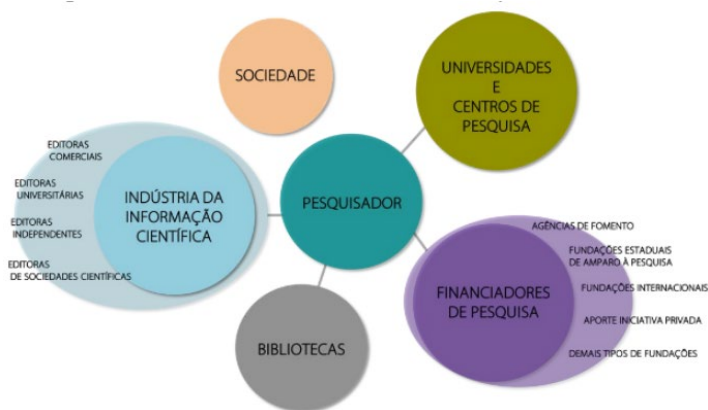 SOCIEDADE
UNIVERSIDADES
E
CENTROS DE
PESQUISA
EDITORAS
COMERCIAIS
EDITORAS
UNIVERSITÁRIAS
EDITORAS
INDEPENDENTES
EDITORAS
DE SOCIEDADES CIENTÍFICAS
INDÚSTRIA DA
INFORMAÇÃO
CIENTÍFICA
PESQUISADOR
AGÊNCIAS DE FOMENTO
FUNDAÇÕES ESTADUAIS
DE AMPARO À PESQUISA
FUNDAÇÕES INTERNACIONAIS
APORTE INICIATIVA PRIVADA
DEMAIS TIPOS DE FUNDAÇÕES
FINANCIADORES
DE PESQUISA
BIBLIOTECAS